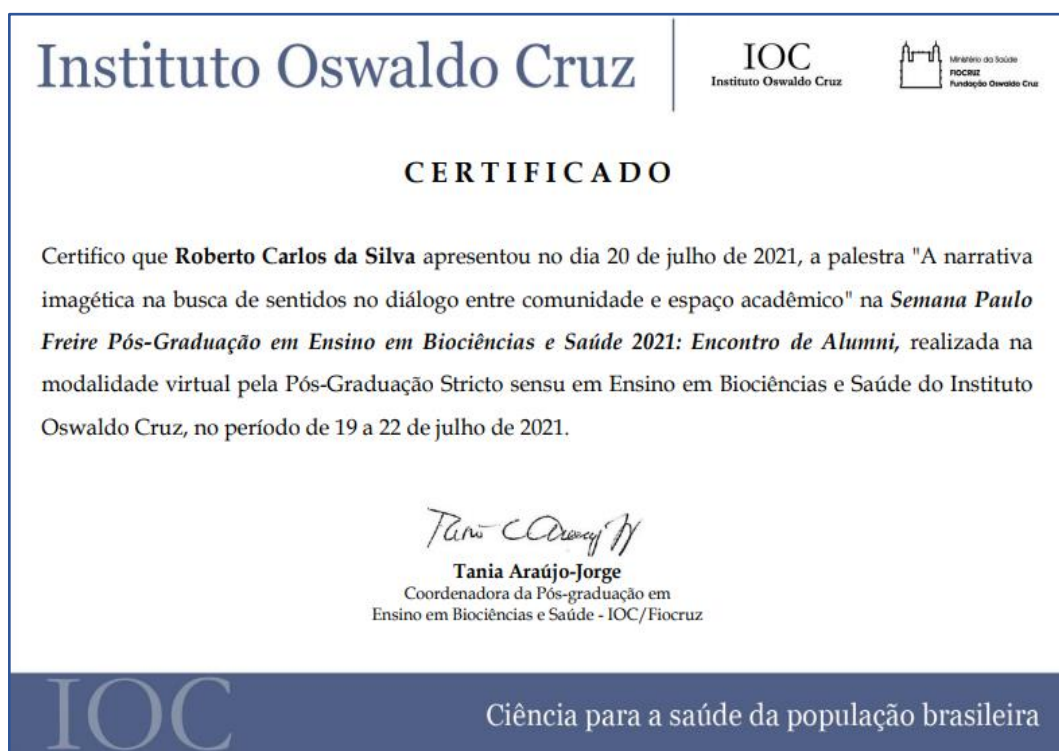 Instituto Oswaldo Cruz
IOC
Instituto Oswaldo Cruz
Ministério da Saúde
FIOCRUZ
Fundação Oswaldo Cruz
CERTIFICADO
Certifico que Roberto Carlos da Silva apresentou no dia 20 de julho de 2021, a palestra "A narrativa
imagética na busca de sentidos no diálogo entre comunidade e espaço acadêmico" na Semana Paulo
Freire Pós-Graduação em Ensino em Biociências e Saúde 2021: Encontro de Alumni, realizada na
modalidade virtual pela Pós-Graduação Stricto sensu em Ensino em Biociências e Saúde do Instituto
Oswaldo Cruz, no período de 19 a 22 de julho de 2021.
Tania Araújo-Jorge
Coordenadora da Pós-graduação em
Ensino em Biociências e Saúde - IOC/Fiocruz
IOC
Ciência para a saúde da população brasileira